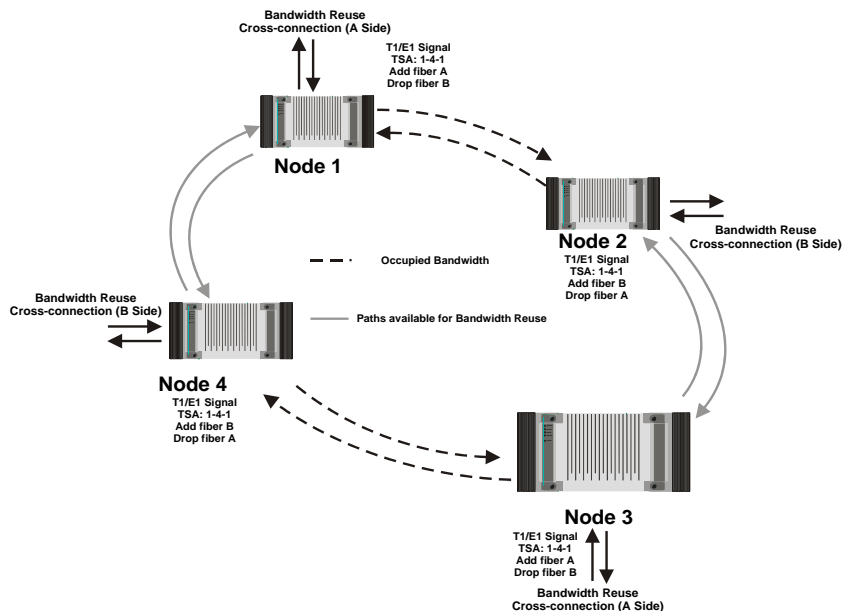 Bandwidth Reuse
Cross-connection (A Side)
T1/E1 Signal
TSA: 1-4-1
Add fiber A
Drop fiber B
Node 1
Bandwidth Reuse
Cross-connection (B Side)
Node 2
T1/E1 Signal
TSA: 1-4-1
Add fiber B
Drop fiber A
Occupied Bandwidth
Paths available for Bandwidth Reuse
Bandwidth Reuse
Cross-connection (B Side)
Node 4
T1/E1 Signal
TSA: 1-4-1
Add fiber B
Drop fiber A
Node 3
T1/E1 Signal
TSA: 1-4-1
Add fiber A
Drop fiber B
Bandwidth Reuse
Cross-connection (A Side)